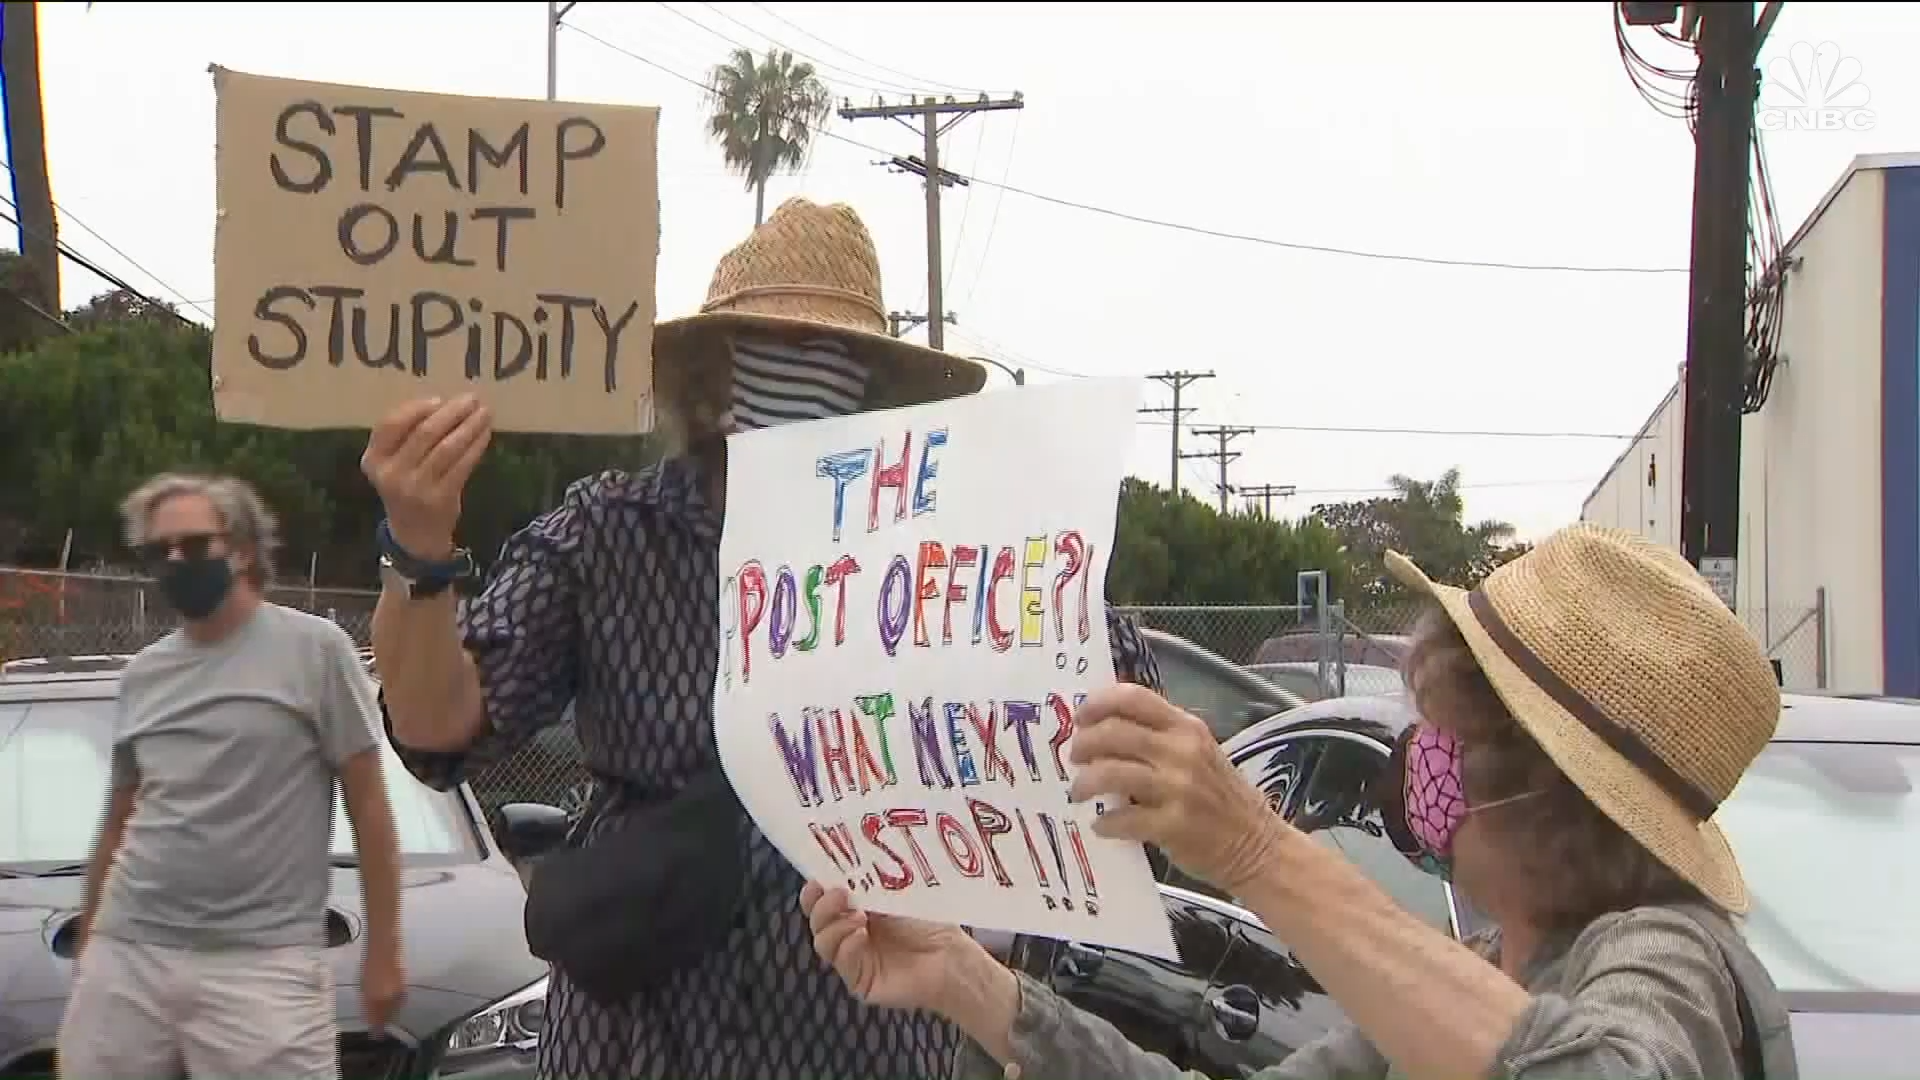 STAMP
OUT
STUPiDiTY
THE
POST OFFICE?!
WHAT NEXT?!
!!!STOP!!!
CNBC